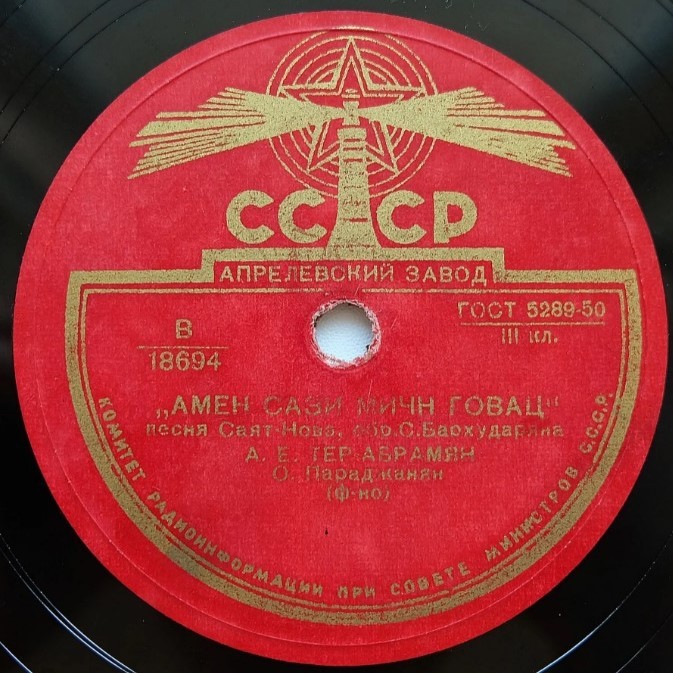 СССР
АПРЕЛЕВСКИЙ ЗАВОД
В
18694
ГОСТ 5289-50
III кл.
„АМЕН САЗИ МИЧН ГОВАЦ“
песня Саят-Нова, обр.С.Бархударяна
А. Е. ТЕР-АБРАМЯН
О. Параджанян
(ф-но)
КОМИТЕТ РАДИОИНФОРМАЦИИ ПРИ СОВЕТЕ МИНИСТРОВ С.С.С.Р.